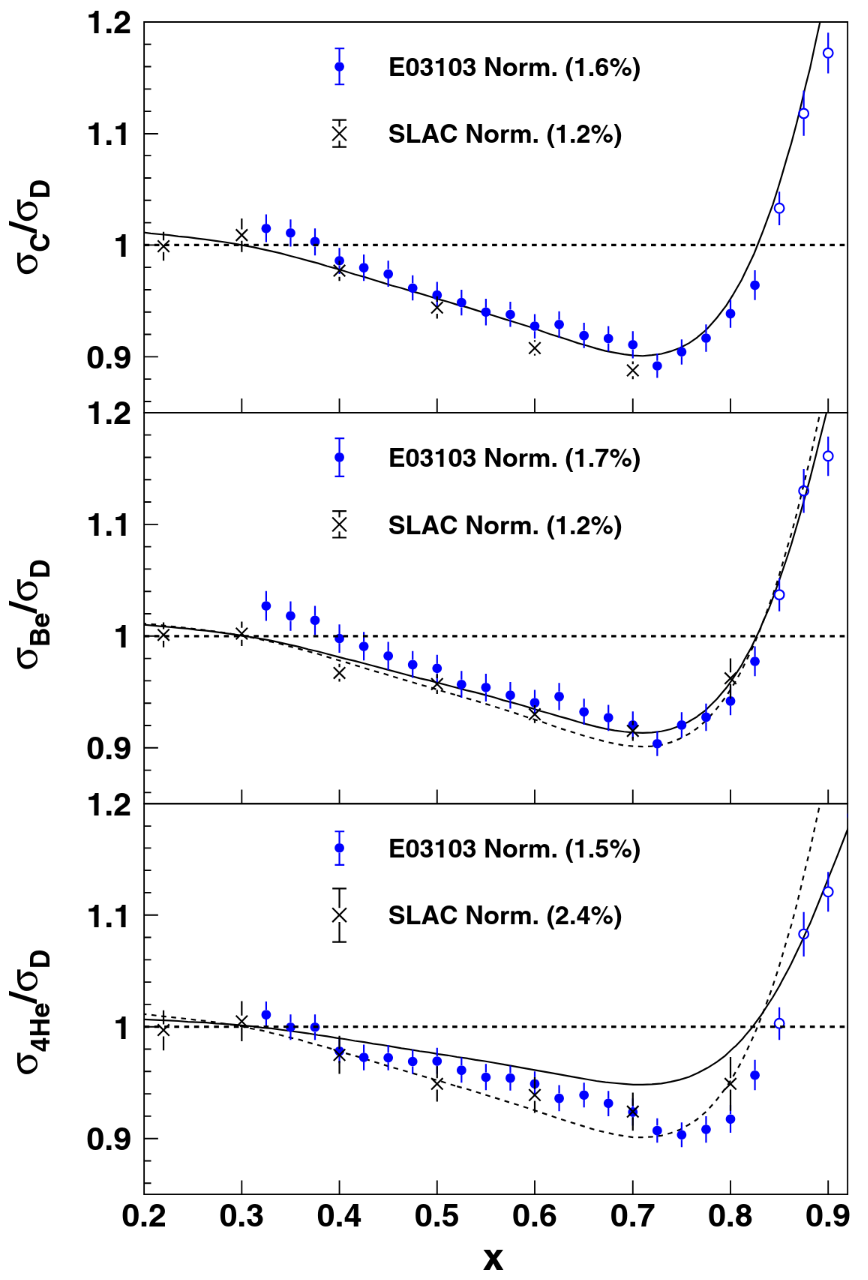 1.2
E03103 Norm. (1.6%)
1.1
SLAC Norm. (1.2%)
σC/σD
1
0.9
1.2
E03103 Norm. (1.7%)
1.1
SLAC Norm. (1.2%)
σBe/σD
1
0.9
1.2
E03103 Norm. (1.5%)
1.1
SLAC Norm. (2.4%)
σ4He/σD
1
0.9
0.2 0.3 0.4 0.5 0.6 0.7 0.8 0.9
x